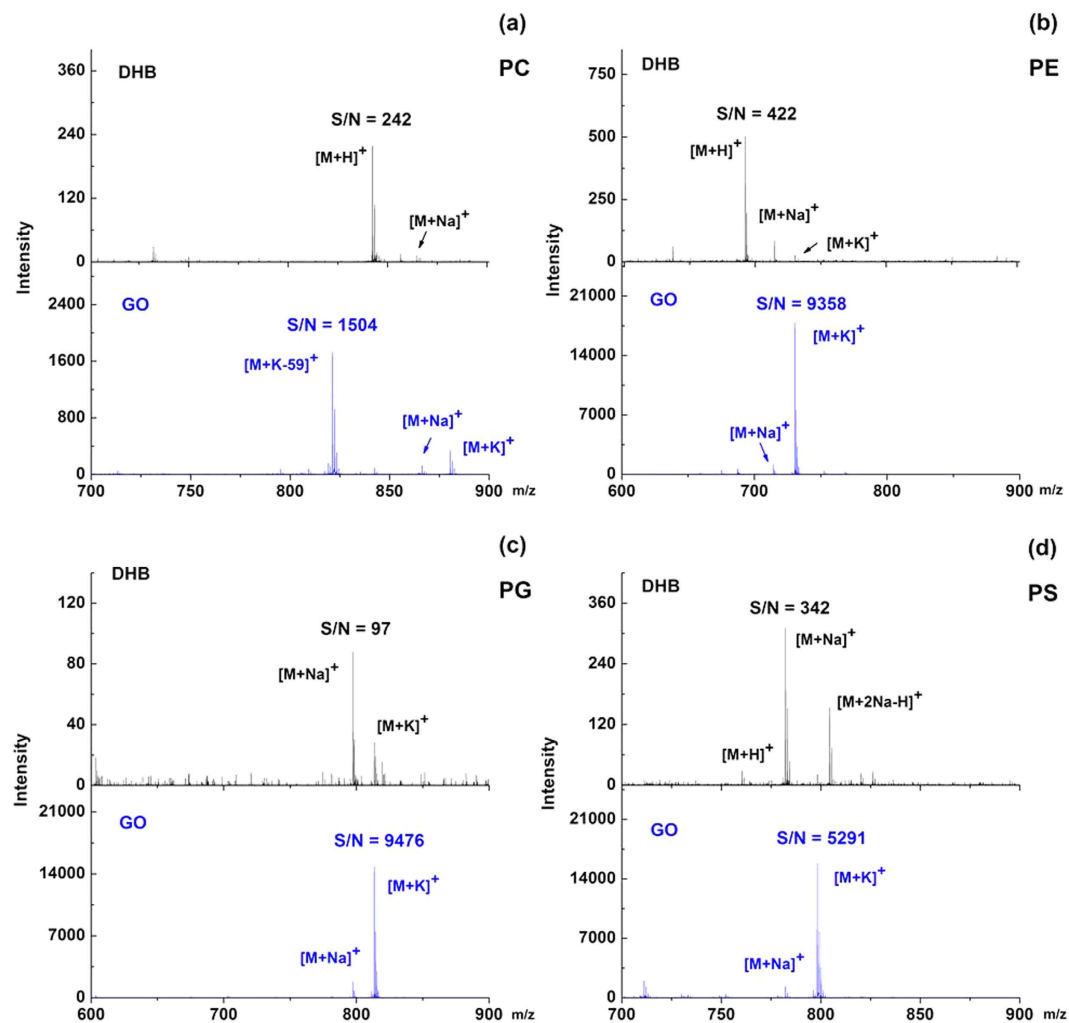 (a)
PC
DHB
Intensity
360
240
120
0
S/N = 242
[M+H]+
[M+Na]+
GO
2400
1600
800
0
S/N = 1504
[M+K-59]+
[M+Na]+
[M+K]+
700 750 800 850 900 m/z
(b)
PE
DHB
Intensity
750
500
250
0
S/N = 422
[M+H]+
[M+Na]+
[M+K]+
GO
21000
14000
7000
0
S/N = 9358
[M+K]+
[M+Na]+
600 700 800 900 m/z
(c)
PG
DHB
Intensity
120
80
40
0
S/N = 97
[M+Na]+
[M+K]+
GO
21000
14000
7000
0
S/N = 9476
[M+K]+
[M+Na]+
600 700 800 900 m/z
(d)
PS
DHB
Intensity
360
240
120
0
S/N = 342
[M+Na]+
[M+2Na-H]+
[M+H]+
GO
21000
14000
7000
0
S/N = 5291
[M+K]+
[M+Na]+
700 750 800 850 900 m/z